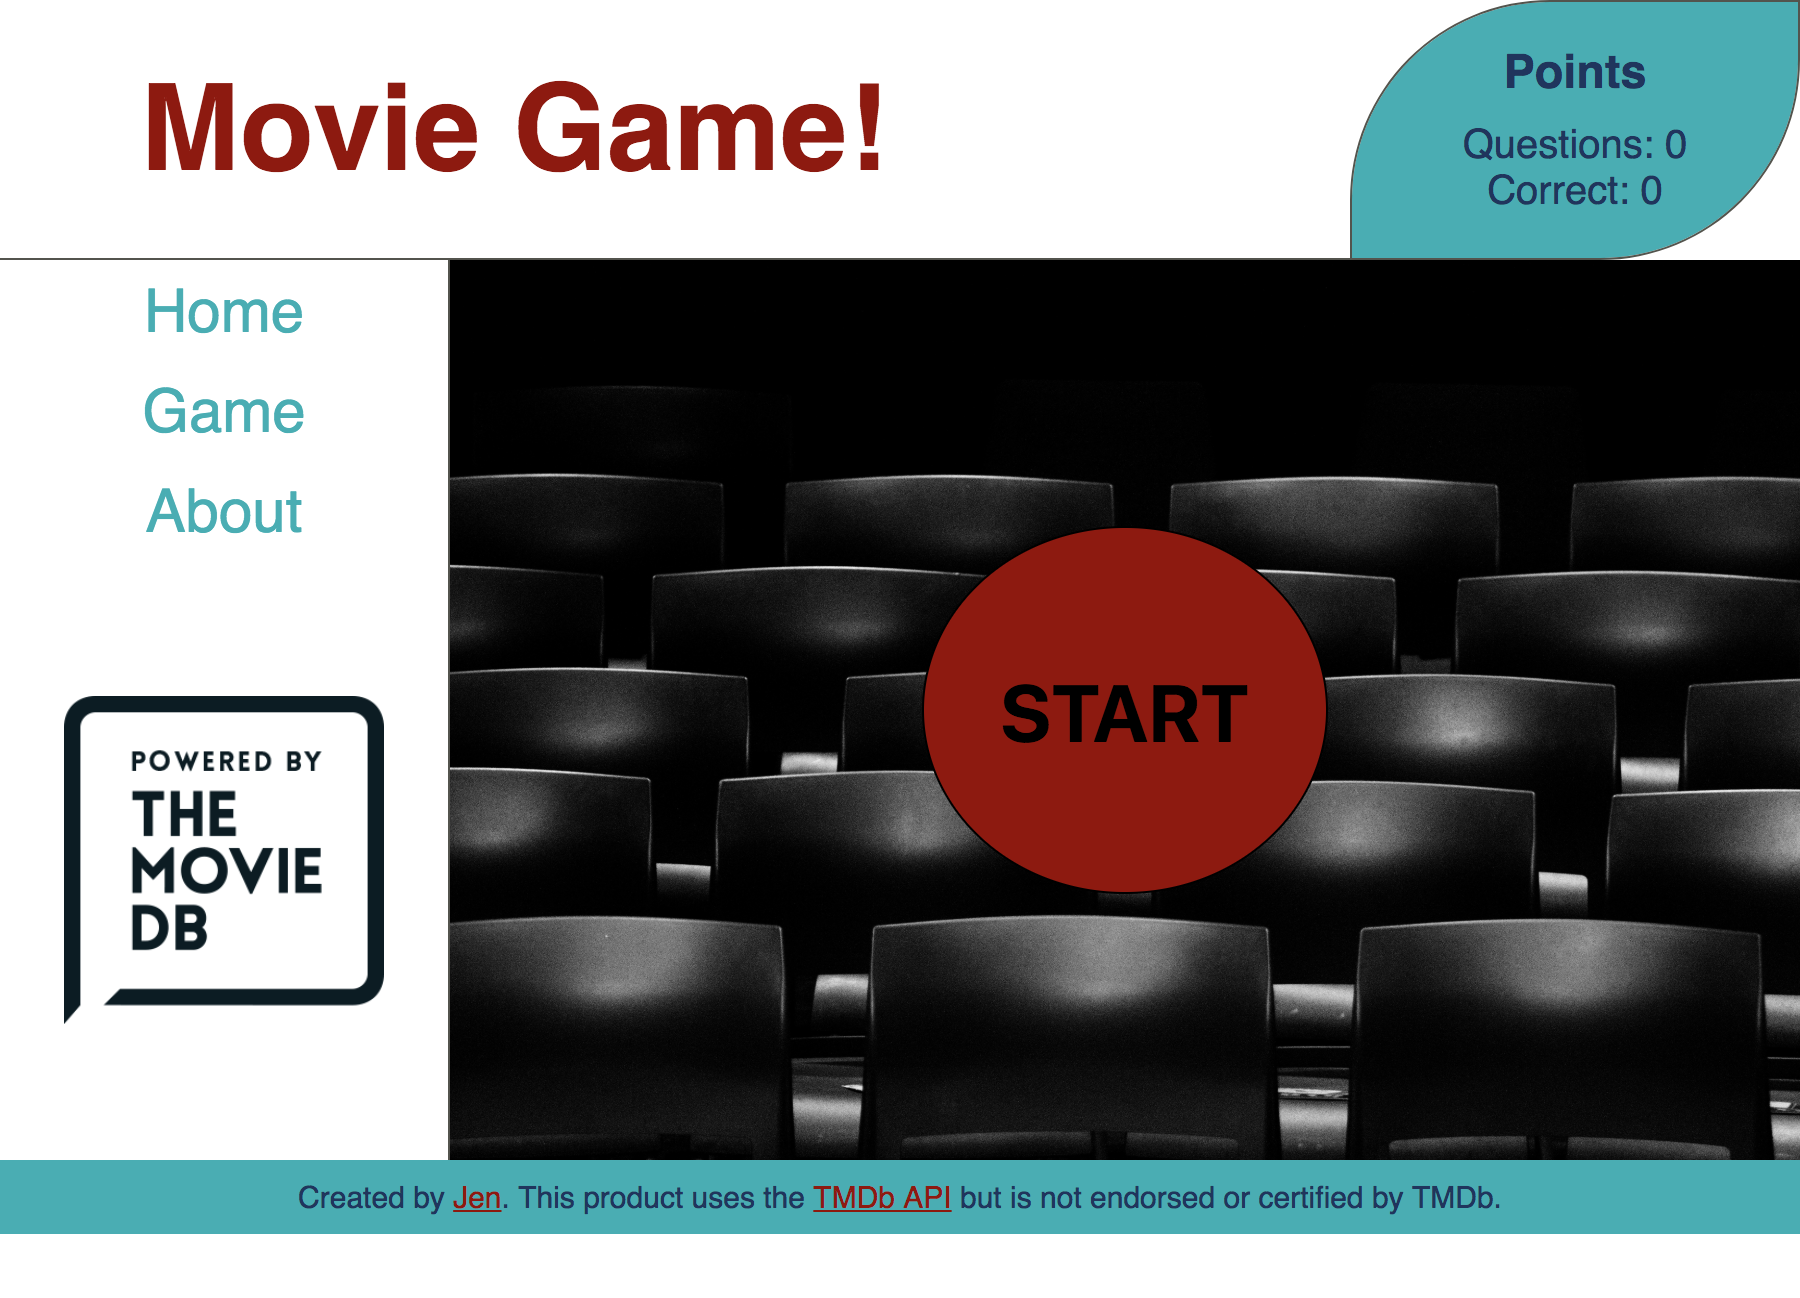 Movie Game!
Points
Questions: 0
Correct: 0
Home
Game
About
POWERED BY
THE
MOVIE
DB
START
Created by Jen. This product uses the TMDb API but is not endorsed or certified by TMDb.